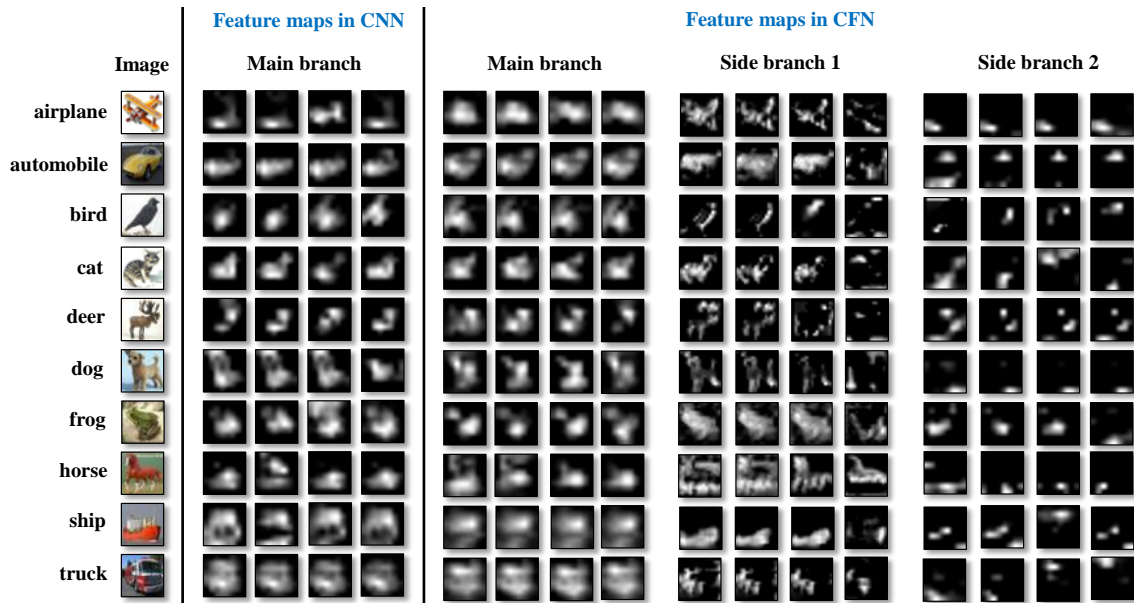 Feature maps in CNN
Feature maps in CFN
Image
Main branch
Main branch
Side branch 1
Side branch 2
airplane
automobile
bird
cat
deer
dog
frog
horse
ship
truck